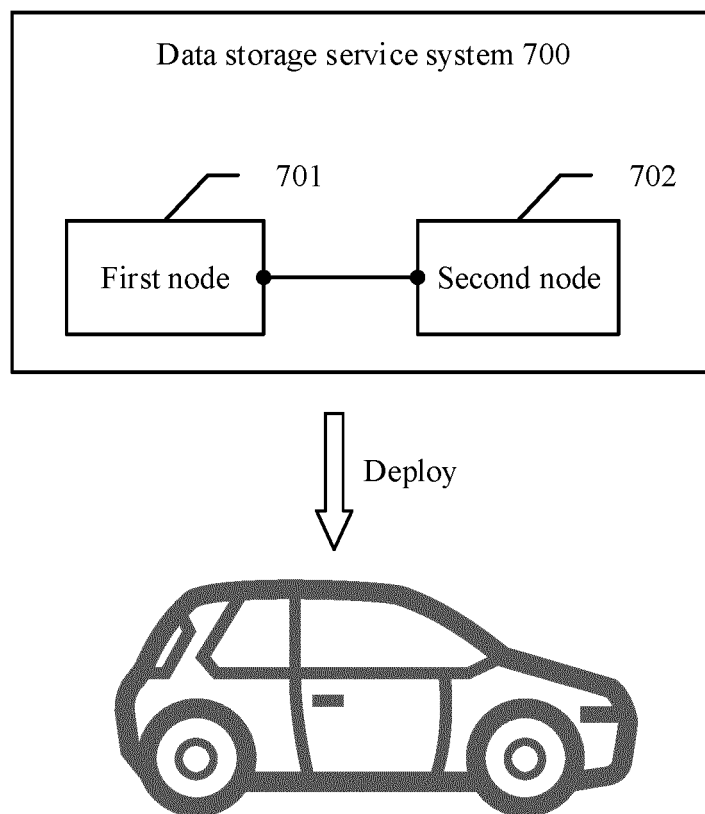 Data storage service system 700
701
702
First node
Second node
Deploy